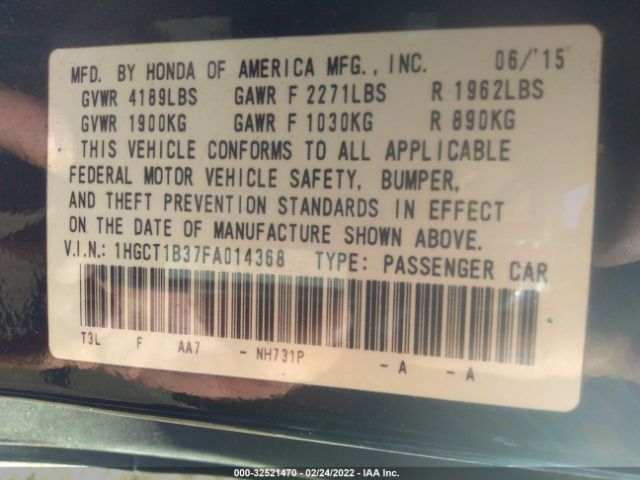 MFD. BY HONDA OF AMERICA MFG., INC. 06/'15
GVWR 4189LBS GAWR F 2271LBS R 1962LBS
GVWR 1900KG GAWR F 1030KG R 890KG
THIS VEHICLE CONFORMS TO ALL APPLICABLE
FEDERAL MOTOR VEHICLE SAFETY, BUMPER,
AND THEFT PREVENTION STANDARDS IN EFFECT
ON THE DATE OF MANUFACTURE SHOWN ABOVE.
V.I.N.: 1HGCT1B37FA014368 TYPE: PASSENGER CAR
T3L F AA7 - NH731P - A - A
000-32521470 - 02/24/2022 - IAA Inc.